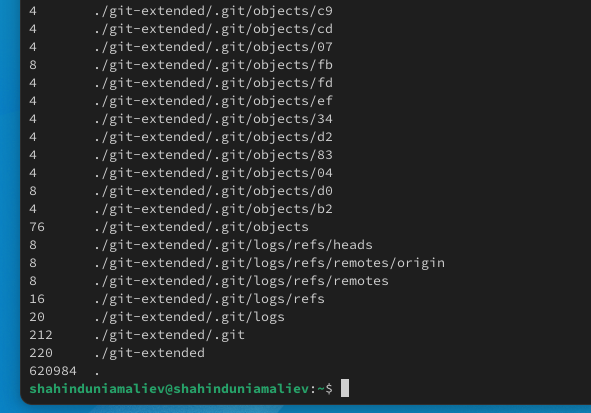 4 ./git-extended/.git/objects/c9
4 ./git-extended/.git/objects/cd
4 ./git-extended/.git/objects/07
8 ./git-extended/.git/objects/fb
4 ./git-extended/.git/objects/fd
4 ./git-extended/.git/objects/ef
4 ./git-extended/.git/objects/34
4 ./git-extended/.git/objects/d2
4 ./git-extended/.git/objects/83
4 ./git-extended/.git/objects/04
8 ./git-extended/.git/objects/d0
4 ./git-extended/.git/objects/b2
76 ./git-extended/.git/objects
8 ./git-extended/.git/logs/refs/heads
8 ./git-extended/.git/logs/refs/remotes/origin
8 ./git-extended/.git/logs/refs/remotes
16 ./git-extended/.git/logs/refs
20 ./git-extended/.git/logs
212 ./git-extended/.git
220 ./git-extended
620984 .
shahinduniamaliev@shahinduniamaliev:~$